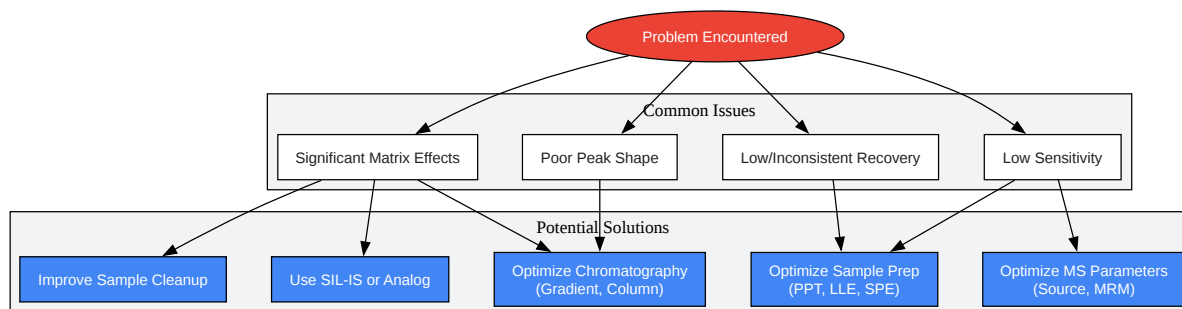 Problem Encountered
Common Issues
Significant Matrix Effects
Poor Peak Shape
Low/Inconsistent Recovery
Low Sensitivity
Potential Solutions
Improve Sample Cleanup
Use SIL-IS or Analog
Optimize Chromatography
(Gradient, Column)
Optimize Sample Prep
(PPT, LLE, SPE)
Optimize MS Parameters
(Source, MRM)